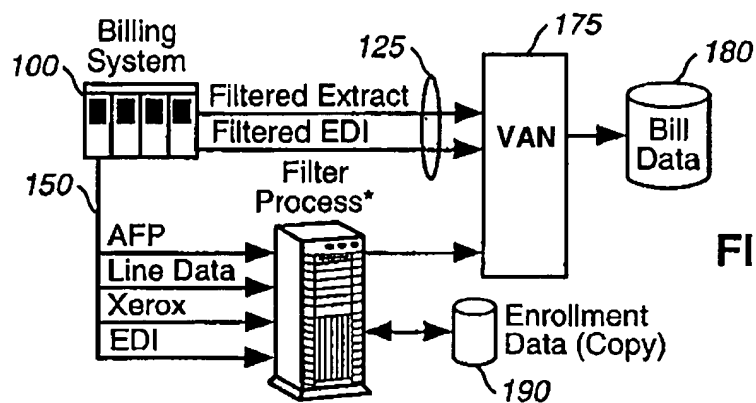 Billing
System
100
125
175
180
Filtered Extract
Filtered EDI
VAN
Bill
Data
150
Filter
Process*
AFP
Line Data
Xerox
EDI
FI
Enrollment
Data (Copy)
190